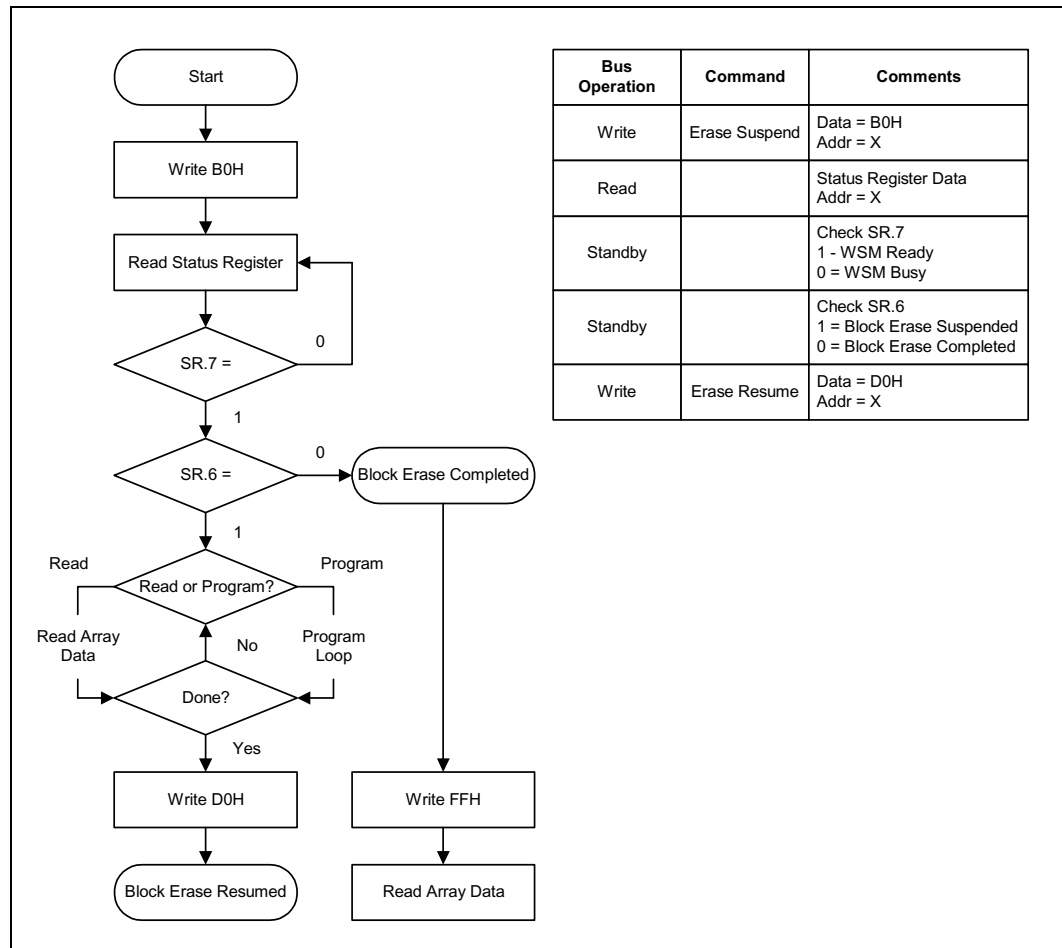 Start
Write B0H
Read Status Register
0
SR.7 =
1
0
SR.6 =
Block Erase Completed
1
Read
Program
Read or Program?
Read Array
Data
No
Program
Loop
Done?
Yes
Write D0H
Write FFH
Block Erase Resumed
Read Array Data
Bus
Operation
Command
Comments
Write
Erase Suspend
Data = B0H
Addr = X
Read
Status Register Data
Addr = X
Standby
Check SR.7
1 - WSM Ready
0 = WSM Busy
Standby
Check SR.6
1 = Block Erase Suspended
0 = Block Erase Completed
Write
Erase Resume
Data = D0H
Addr = X